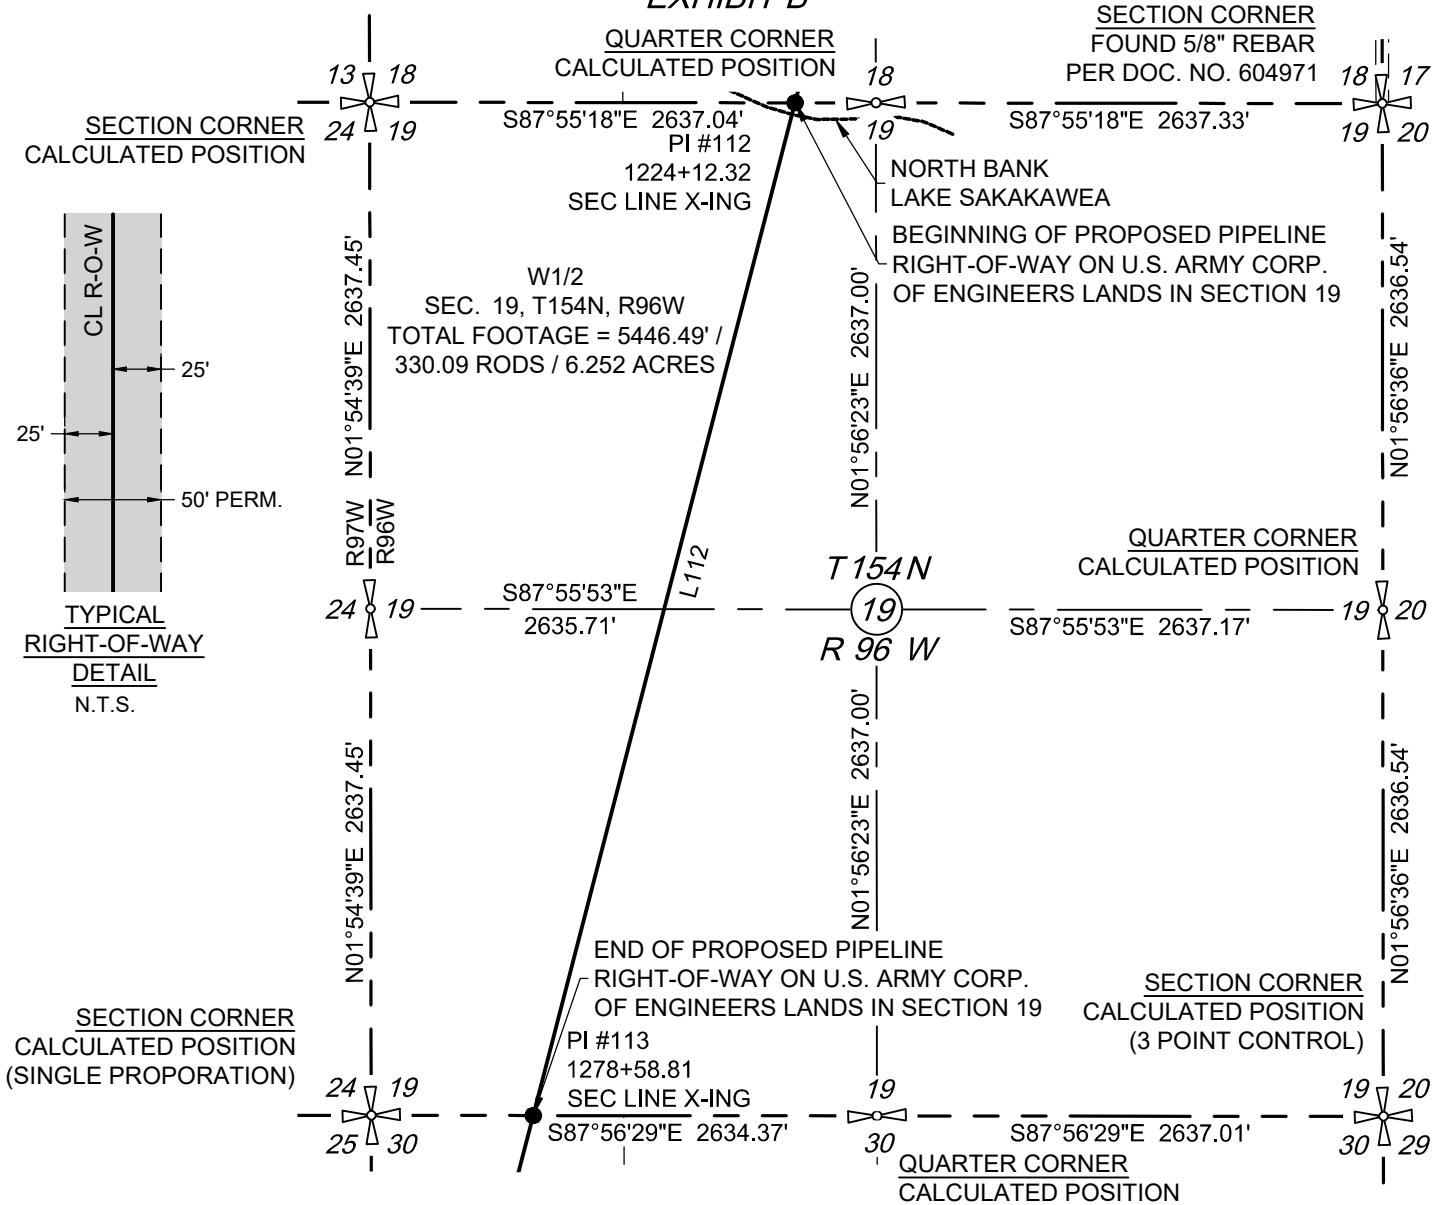 EXHIBIT B
QUARTER CORNER
CALCULATED POSITION
SECTION CORNER
FOUND 5/8" REBAR
PER DOC. NO. 604971
13 18
24 19
18
19
18 17
19 20
SECTION CORNER
CALCULATED POSITION
S87°55'18"E 2637.04'
S87°55'18"E 2637.33'
PI #112
1224+12.32
SEC LINE X-ING
NORTH BANK
LAKE SAKAKAWEA
BEGINNING OF PROPOSED PIPELINE
RIGHT-OF-WAY ON U.S. ARMY CORP.
OF ENGINEERS LANDS IN SECTION 19
CL R-O-W
25'
25'
50' PERM.
TYPICAL
RIGHT-OF-WAY
DETAIL
N.T.S.
N01°54'39"E 2637.45'
W1/2
SEC. 19, T154N, R96W
TOTAL FOOTAGE = 5446.49' /
330.09 RODS / 6.252 ACRES
N01°56'23"E 2637.00'
N01°56'36"E 2636.54'
R97W
R96W
L112
24 19
S87°55'53"E
2635.71'
T 154 N
19
R 96 W
S87°55'53"E 2637.17'
QUARTER CORNER
CALCULATED POSITION
19 20
N01°54'39"E 2637.45'
N01°56'23"E 2637.00'
N01°56'36"E 2636.54'
END OF PROPOSED PIPELINE
RIGHT-OF-WAY ON U.S. ARMY CORP.
OF ENGINEERS LANDS IN SECTION 19
PI #113
1278+58.81
SEC LINE X-ING
SECTION CORNER
CALCULATED POSITION
(SINGLE PROPORATION)
SECTION CORNER
CALCULATED POSITION
(3 POINT CONTROL)
24 19
25 30
S87°56'29"E 2634.37'
19
30
S87°56'29"E 2637.01'
19 20
30 29
QUARTER CORNER
CALCULATED POSITION